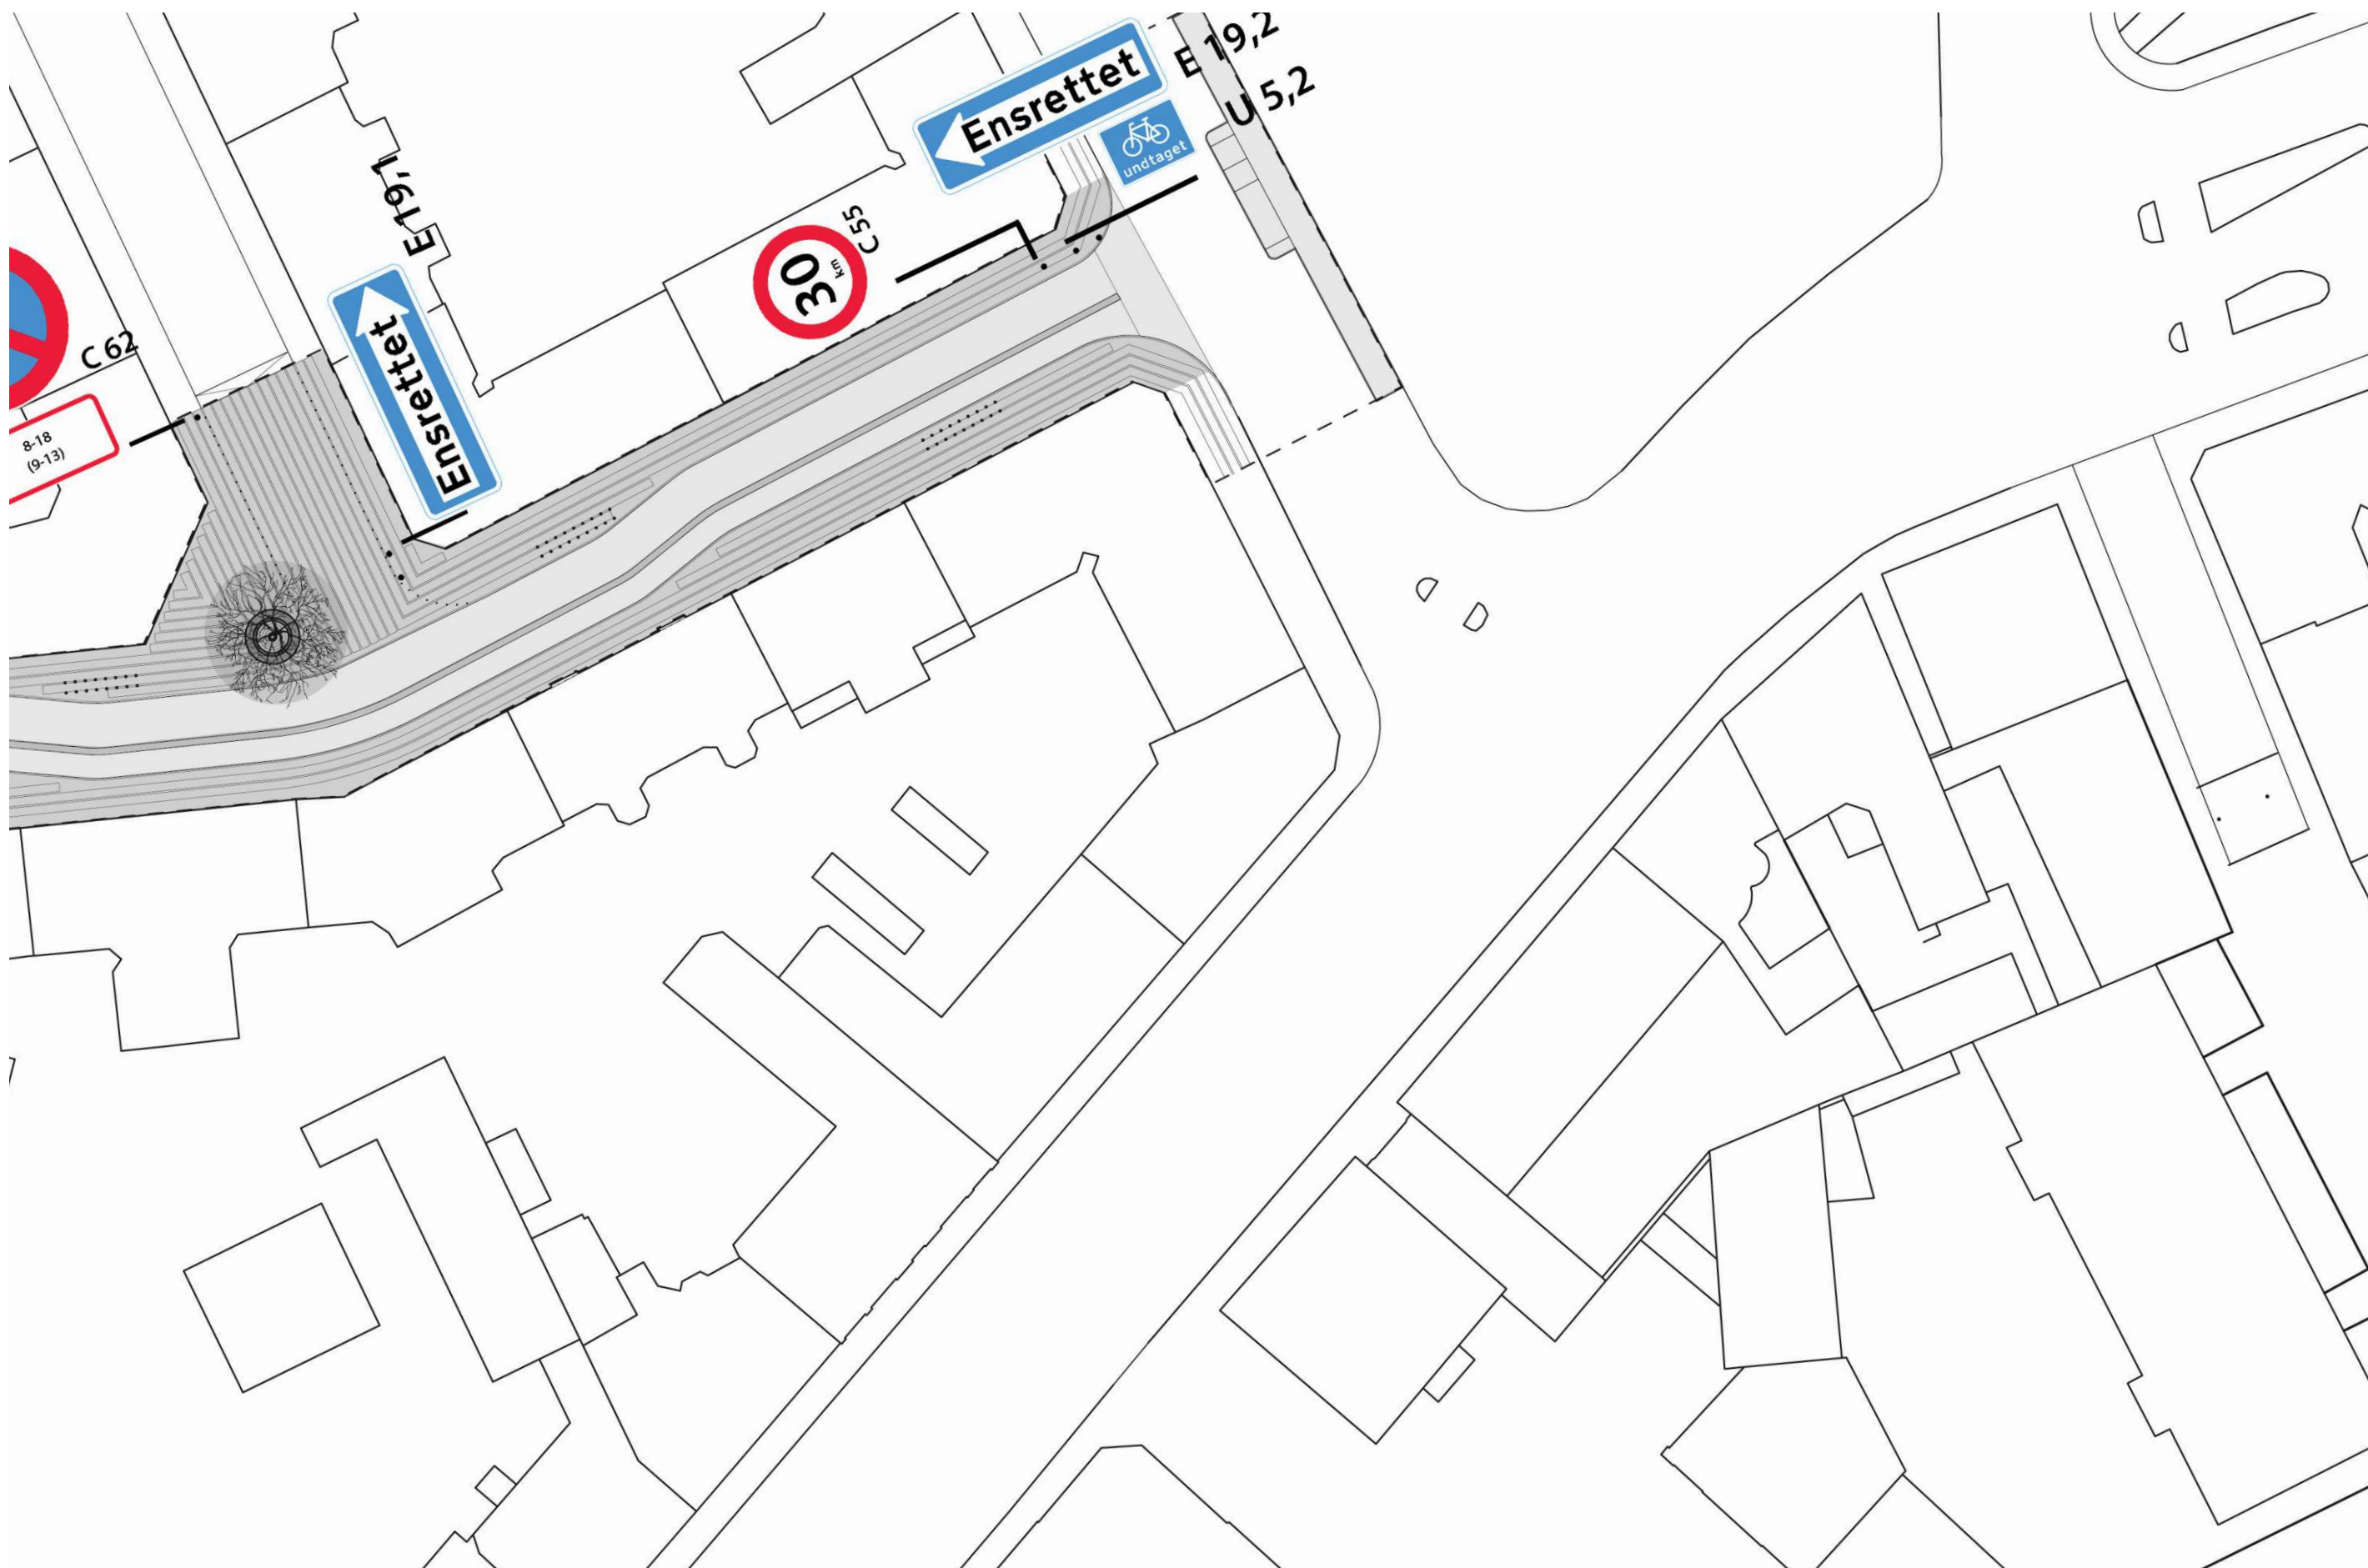 Ensrettet
E 19,2
undtaget
U 5,2
E 19,1
Ensrettet
30
km
C 55
C 62
8-18
(9-13)